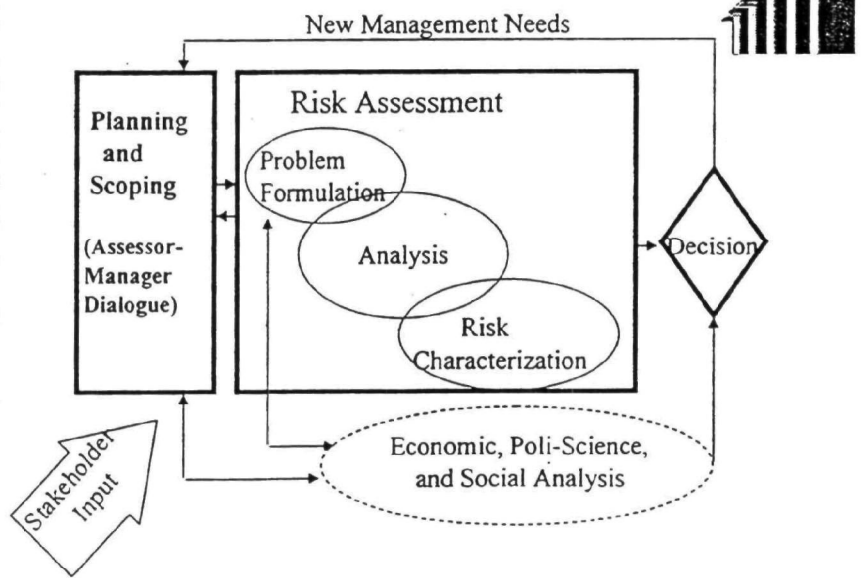 New Management Needs
Planning
and
Scoping
(Assessor-
Manager
Dialogue)
Risk Assessment
Problem
Formulation
Analysis
Risk
Characterization
Decision
Economic, Poli-Science,
and Social Analysis
Stakeholder
Input